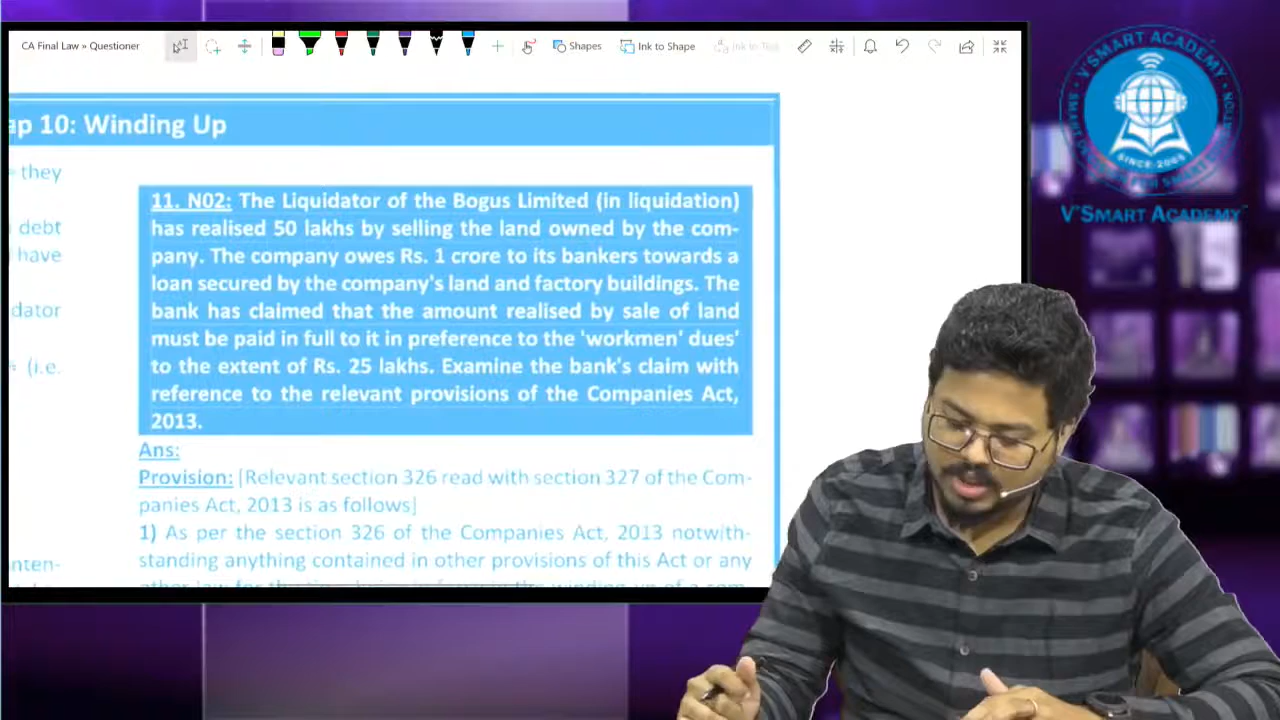 CA Final Law » Questioner
Shapes
Ink to Shape
ap 10: Winding Up
they
debt
have
dator
(i.e.
nten-
11. N02: The Liquidator of the Bogus Limited (in liquidation)
has realised 50 lakhs by selling the land owned by the com-
pany. The company owes Rs. 1 crore to its bankers towards a
loan secured by the company's land and factory buildings. The
bank has claimed that the amount realised by sale of land
must be paid in full to it in preference to the 'workmen' dues'
to the extent of Rs. 25 lakhs. Examine the bank's claim with
reference to the relevant provisions of the Companies Act,
2013.
Ans:
Provision: [Relevant section 326 read with section 327 of the Com-
panies Act, 2013 is as follows]
1) As per the section 326 of the Companies Act, 2013 notwith-
standing anything contained in other provisions of this Act or any
V'SMART ACADEMY
SINCE-2005
V'SMART ACADEMY